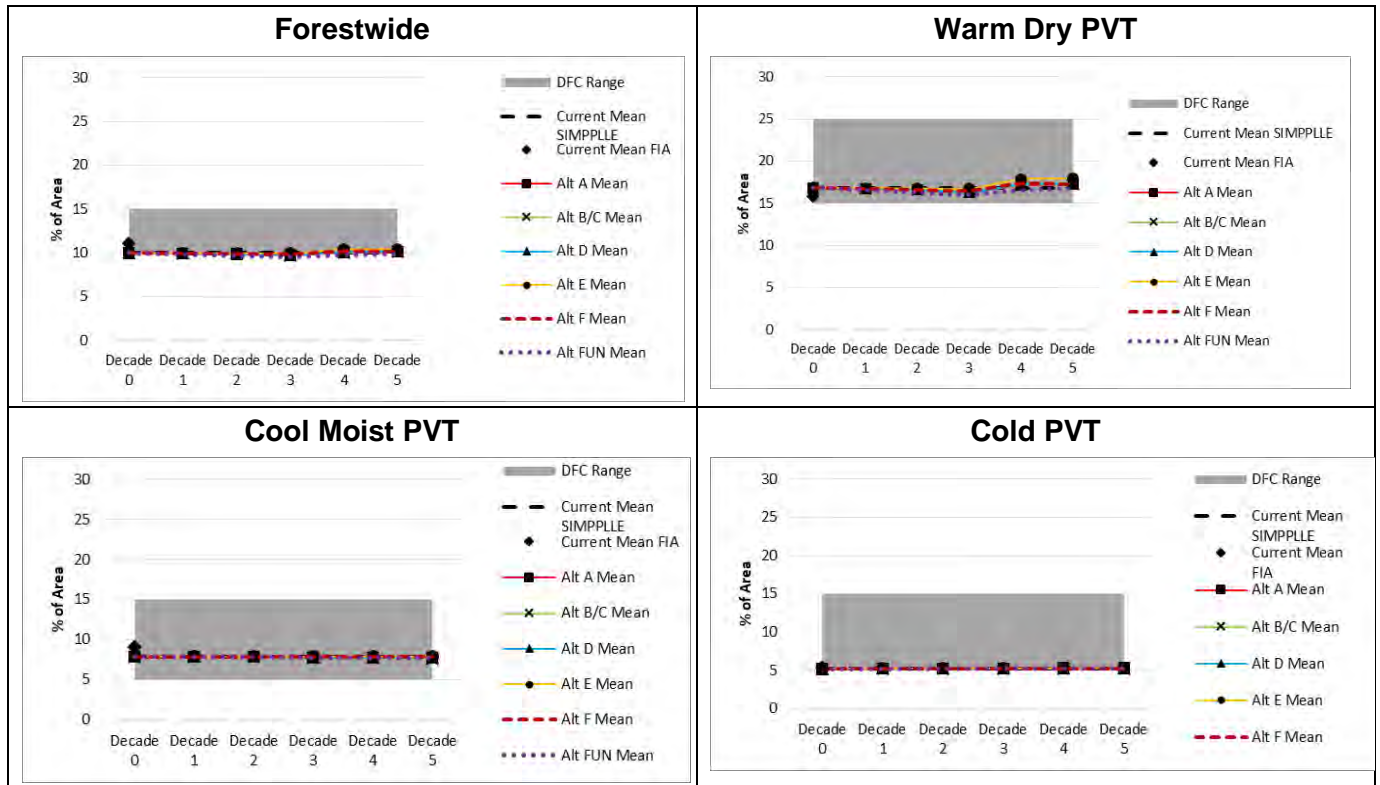 Forestwide
% of Area
30
25
20
15
10
5
0
Decade 0
Decade 1
Decade 2
Decade 3
Decade 4
Decade 5
DFC Range
Current Mean
SIMPPLLE
Current Mean FIA
Alt A Mean
Alt B/C Mean
Alt D Mean
Alt E Mean
Alt F Mean
Alt FUN Mean
Warm Dry PVT
% of Area
30
25
20
15
10
5
0
Decade 0
Decade 1
Decade 2
Decade 3
Decade 4
Decade 5
DFC Range
Current Mean SIMPPLLE
Current Mean FIA
Alt A Mean
Alt B/C Mean
Alt D Mean
Alt E Mean
Alt F Mean
Alt FUN Mean
Cool Moist PVT
% of Area
30
25
20
15
10
5
0
Decade 0
Decade 1
Decade 2
Decade 3
Decade 4
Decade 5
DFC Range
Current Mean
SIMPPLLE
Current Mean FIA
Alt A Mean
Alt B/C Mean
Alt D Mean
Alt E Mean
Alt F Mean
Alt FUN Mean
Cold PVT
% of Area
30
25
20
15
10
5
0
Decade 0
Decade 1
Decade 2
Decade 3
Decade 4
Decade 5
DFC Range
Current Mean
SIMPPLLE
Current Mean
FIA
Alt A Mean
Alt B/C Mean
Alt D Mean
Alt E Mean
Alt F Mean